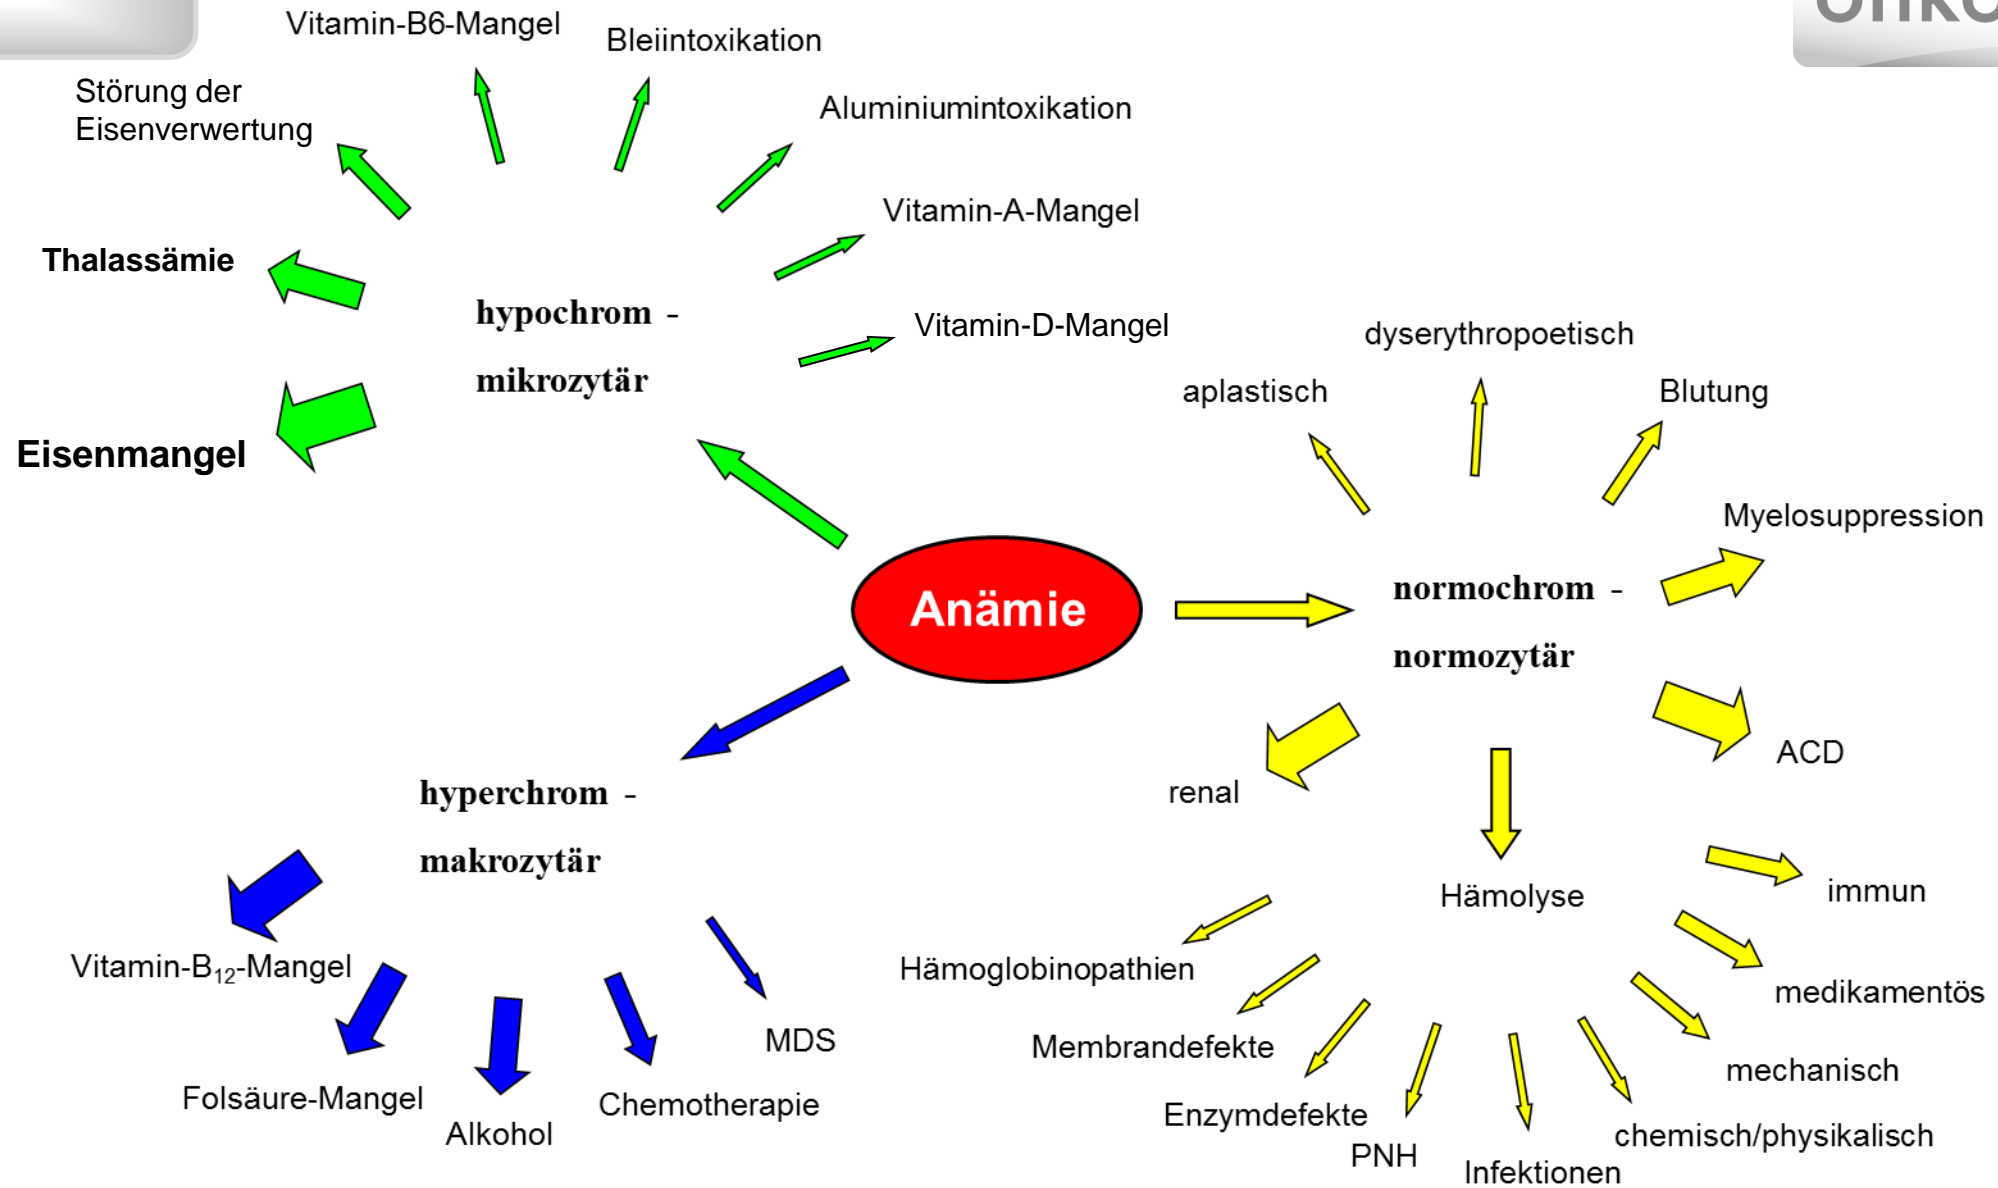 Vitamin-B6-Mangel
Bleiintoxikation
Störung der
Eisenverwertung
Aluminiumintoxikation
Vitamin-A-Mangel
Thalassämie
hypochrom -
mikrozytär
Vitamin-D-Mangel
Eisenmangel
dyserythropoetisch
aplastisch
Blutung
Myelosuppression
Anämie
normochrom -
normozytär
ACD
renal
hyperchrom -
makrozytär
Hämolyse
immun
Vitamin-B₁₂-Mangel
Hämoglobinopathien
medikamentös
MDS
Membrandefekte
mechanisch
Folsäure-Mangel
Chemotherapie
Enzymdefekte
Alkohol
chemisch/physikalisch
PNH
Infektionen